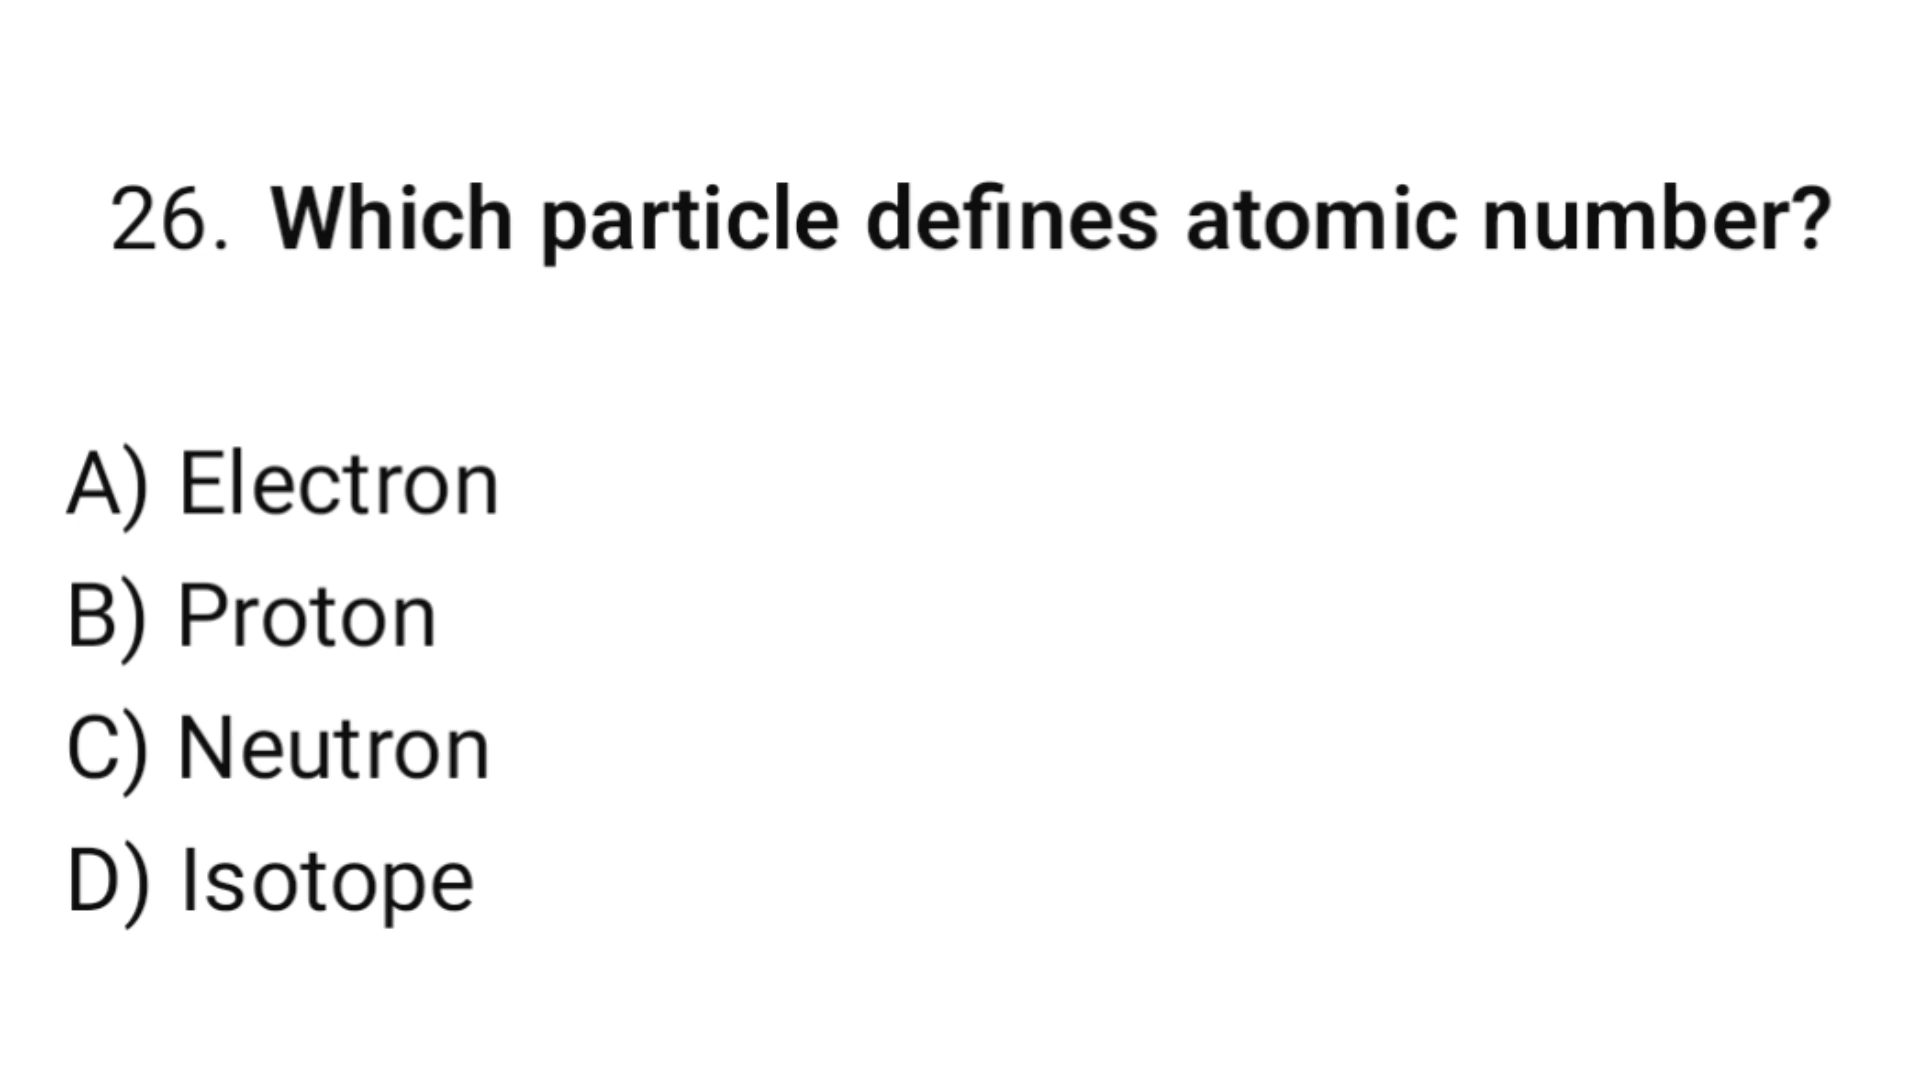 26. Which particle defines atomic number?
A) Electron
B) Proton
C) Neutron
D) Isotope